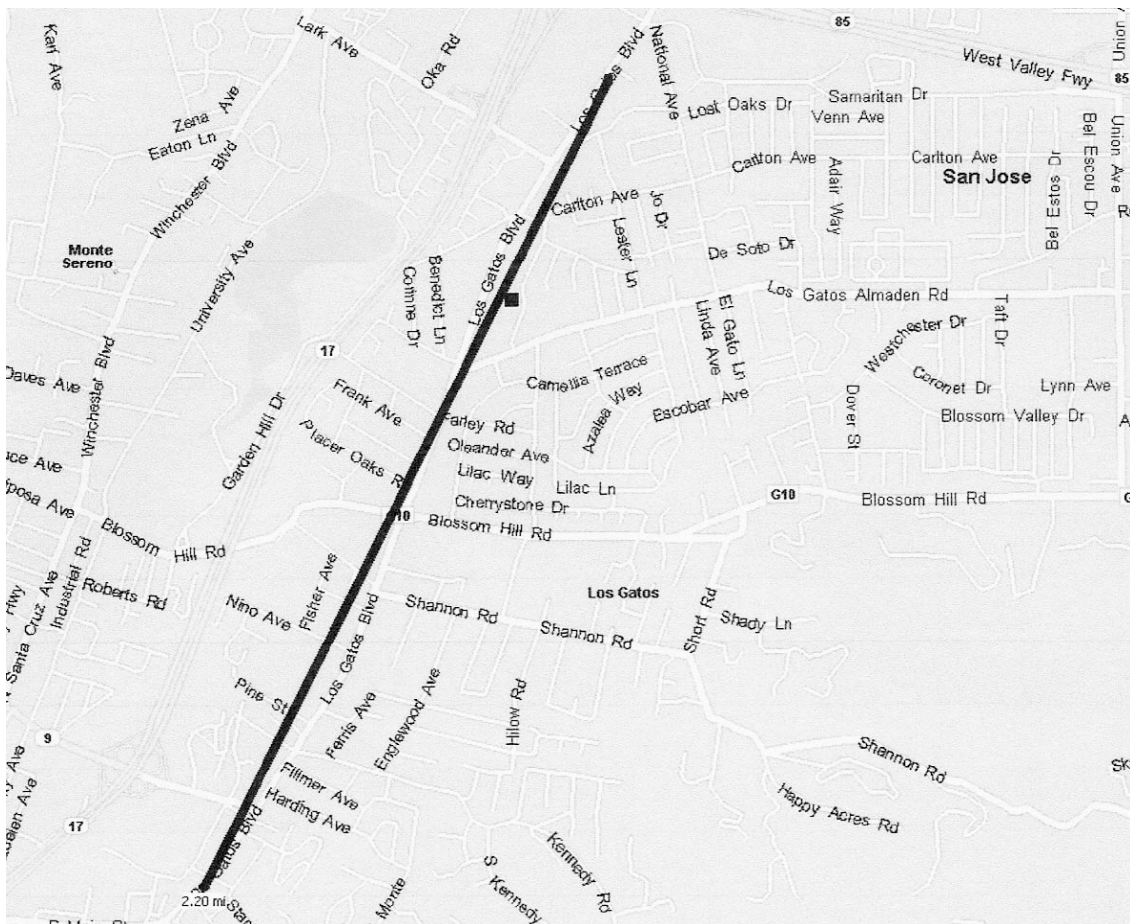 Karl Ave
Lark Ave
Oka Rd
Los Gatos Blvd
National Ave
85
West Valley Fwy
Union
85
Zena Ave
Eaton Ln
Winchester Blvd
Lost Oaks Dr
Samaritan Dr
Venn Ave
Bel Escou Dr
Union Ave
Carlton Ave
Carlton Ave
San Jose
Adair Way
Bel Estos Dr
Carlton Ave
Jo Dr
Lester Ln
De Soto Dr
Monte
Sereno
University Ave
Benedict Ln
Corinne Dr
Los Gatos Blvd
Los Gatos Almaden Rd
17
Winchester Blvd
Linda Ave
El Gato Ln
Westchester Dr
Taft Dr
Daves Ave
Garden Hill Dr
Frank Ave
Camellia Terrace
Azalea Way
Escobar Ave
Dover St
Coronet Dr
Lynn Ave
Blossom Valley Dr
Placer Oaks R
Farley Rd
Oleander Ave
Lilac Way
Lilac Ln
Cherrystone Dr
G10
Blossom Hill Rd
Blossom Hill Rd
Blossom Hill Rd
Industrial Rd
Roberts Rd
Santa Cruz Ave
Hwy
Nino Ave
Fisher Ave
Los Gatos Blvd
Shannon Rd
Shannon Rd
Los Gatos
Short Rd
Shady Ln
Pine St
Ferris Ave
Englewood Ave
Hilow Rd
9
Fillmer Ave
Harding Ave
Shannon Rd
Happy Acres Rd
17
Gatos Blvd
Kennedy Rd
S Kennedy
Monte
2.20 mi